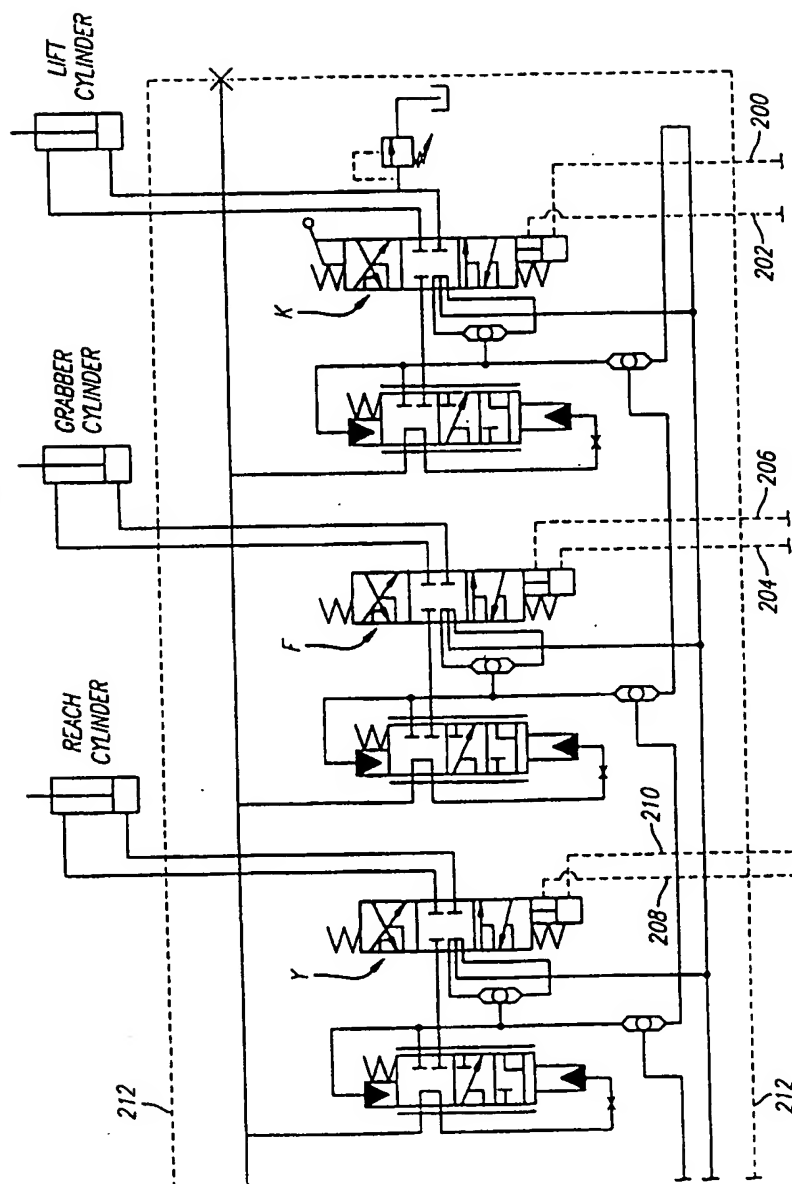 LIFT
CYLINDER
GRABBER
CYLINDER
REACH
CYLINDER
K
F
Y
200
202
206
204
210
208
212
212